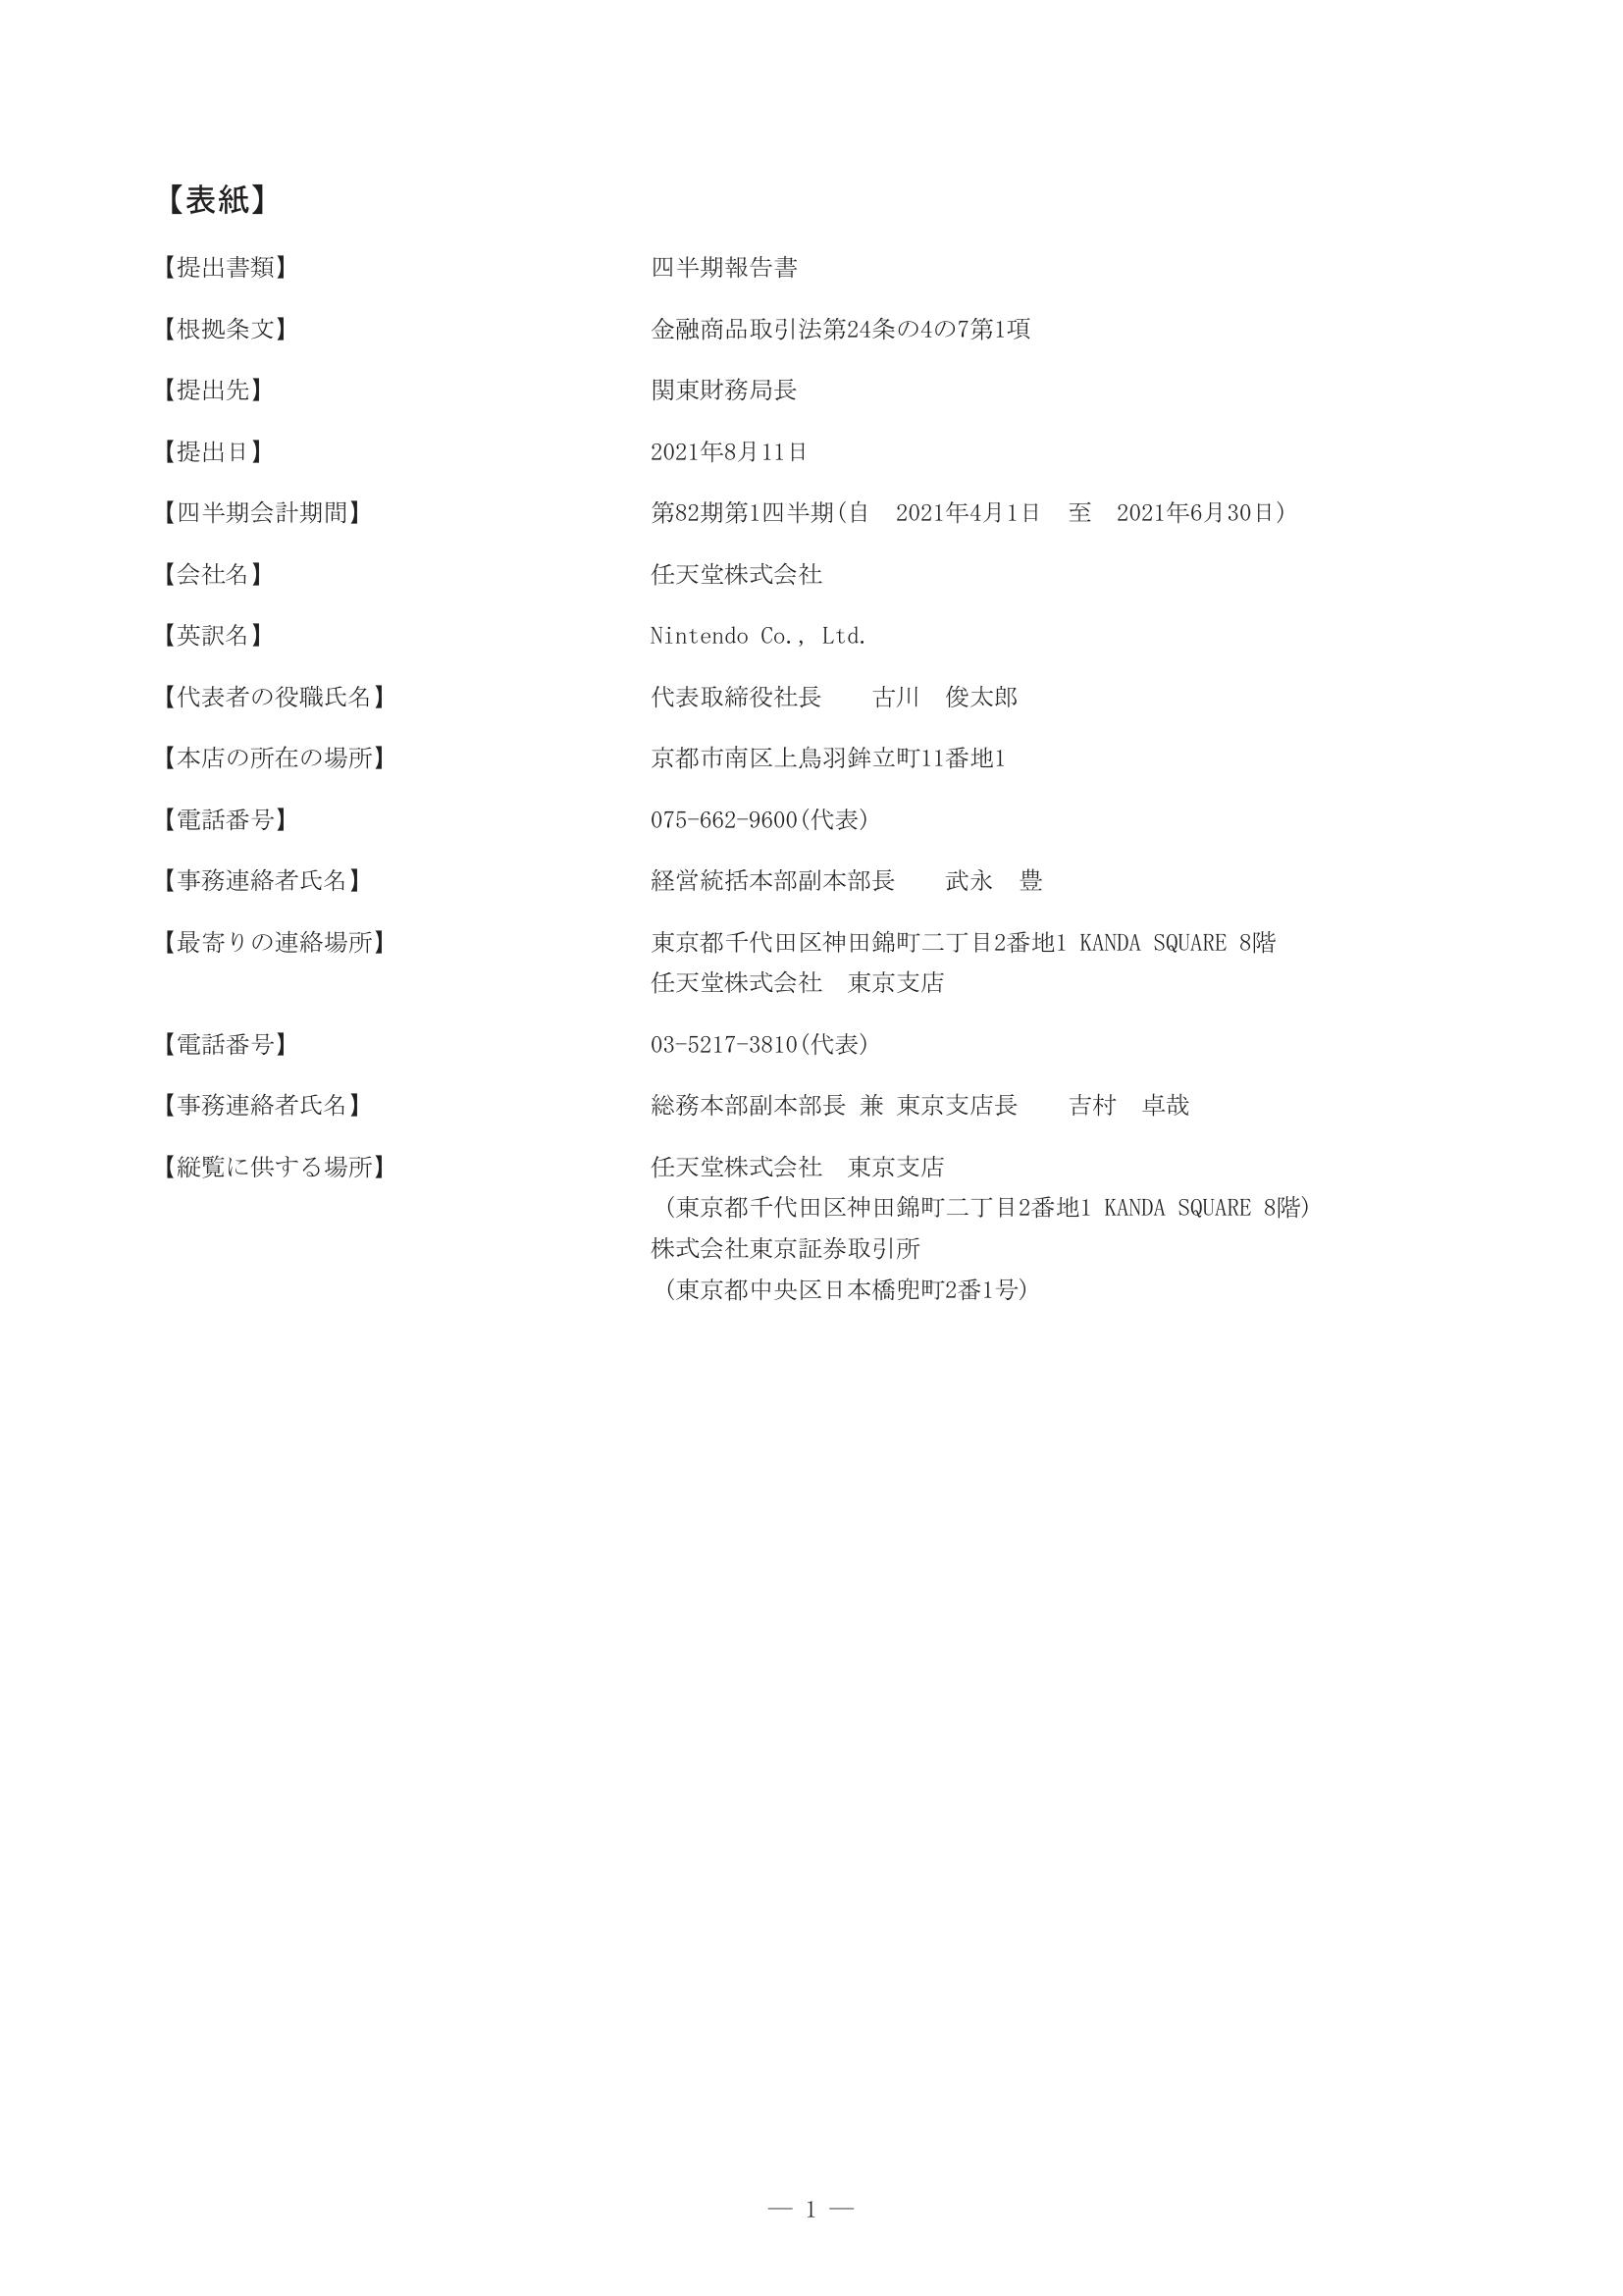 【表紙】
【提出書類】 四半期報告書
【根拠条文】 金融商品取引法第24条の4の7第1項
【提出先】 関東財務局長
【提出日】 2021年8月11日
【四半期会計期間】 第82期第1四半期(自　2021年4月1日　至　2021年6月30日)
【会社名】 任天堂株式会社
【英訳名】 Nintendo Co., Ltd.
【代表者の役職氏名】 代表取締役社長　　古川　俊太郎
【本店の所在の場所】 京都市南区上鳥羽鉾立町11番地1
【電話番号】 075-662-9600(代表)
【事務連絡者氏名】 経営統括本部副本部長　　武永　豊
【最寄りの連絡場所】 東京都千代田区神田錦町二丁目2番地1 KANDA SQUARE 8階
任天堂株式会社　東京支店
【電話番号】 03-5217-3810(代表)
【事務連絡者氏名】 総務本部副本部長 兼 東京支店長　　吉村　卓哉
【縦覧に供する場所】 任天堂株式会社　東京支店
(東京都千代田区神田錦町二丁目2番地1 KANDA SQUARE 8階)
株式会社東京証券取引所
(東京都中央区日本橋兜町2番1号)
― 1 ―